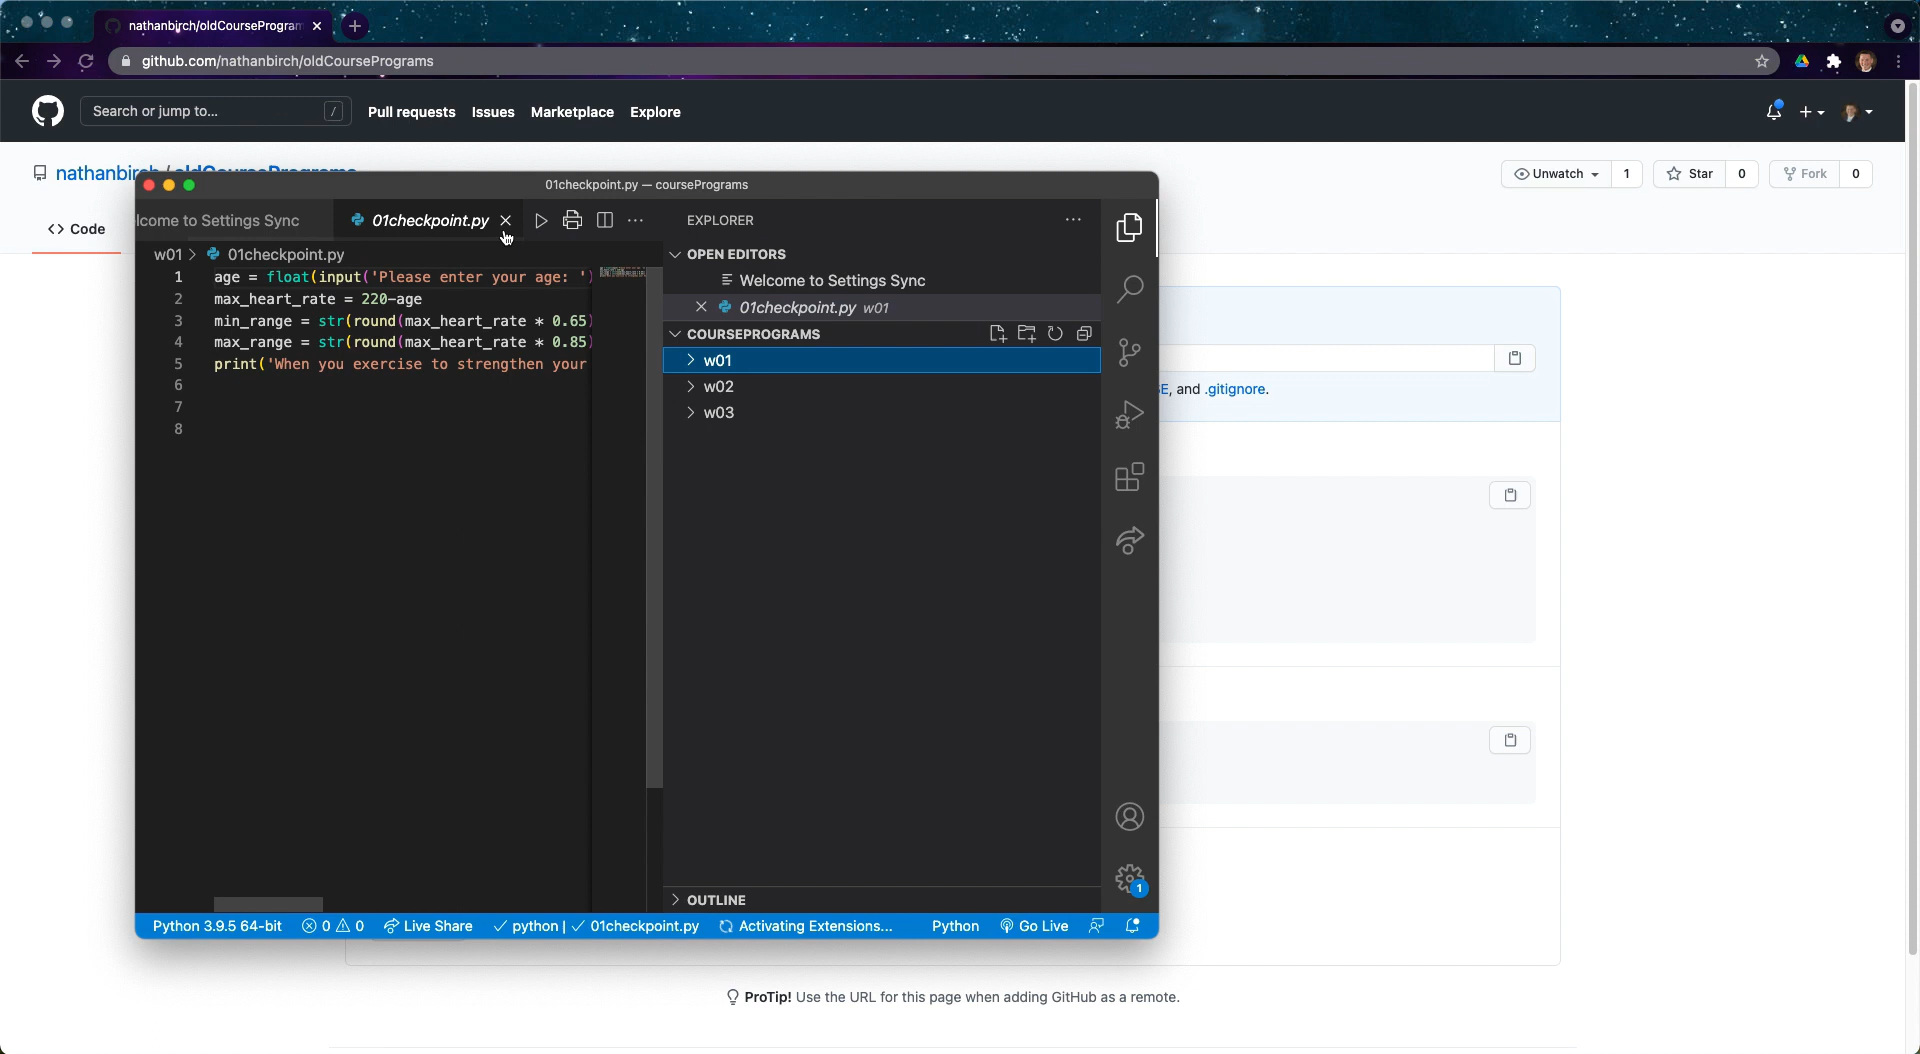 nathanbirch/oldCourseProgram
github.com/nathanbirch/oldCoursePrograms
Search or jump to...
/
Pull requests
Issues
Marketplace
Explore
nathanbirch /
Unwatch
1
Star
0
Fork
0
<> Code
01checkpoint.py — coursePrograms
lcome to Settings Sync
01checkpoint.py
w01 > 01checkpoint.py
1 age = float(input('Please enter your age: ')
2 max_heart_rate = 220-age
3 min_range = str(round(max_heart_rate * 0.65)
4 max_range = str(round(max_heart_rate * 0.85)
5 print('When you exercise to strengthen your
6
7
8
EXPLORER
OPEN EDITORS
Welcome to Settings Sync
01checkpoint.py w01
COURSEPROGRAMS
w01
w02
w03
OUTLINE
1
E, and .gitignore.
Python 3.9.5 64-bit
0
0
Live Share
python |
01checkpoint.py
Activating Extensions...
Python
Go Live
ProTip! Use the URL for this page when adding GitHub as a remote.